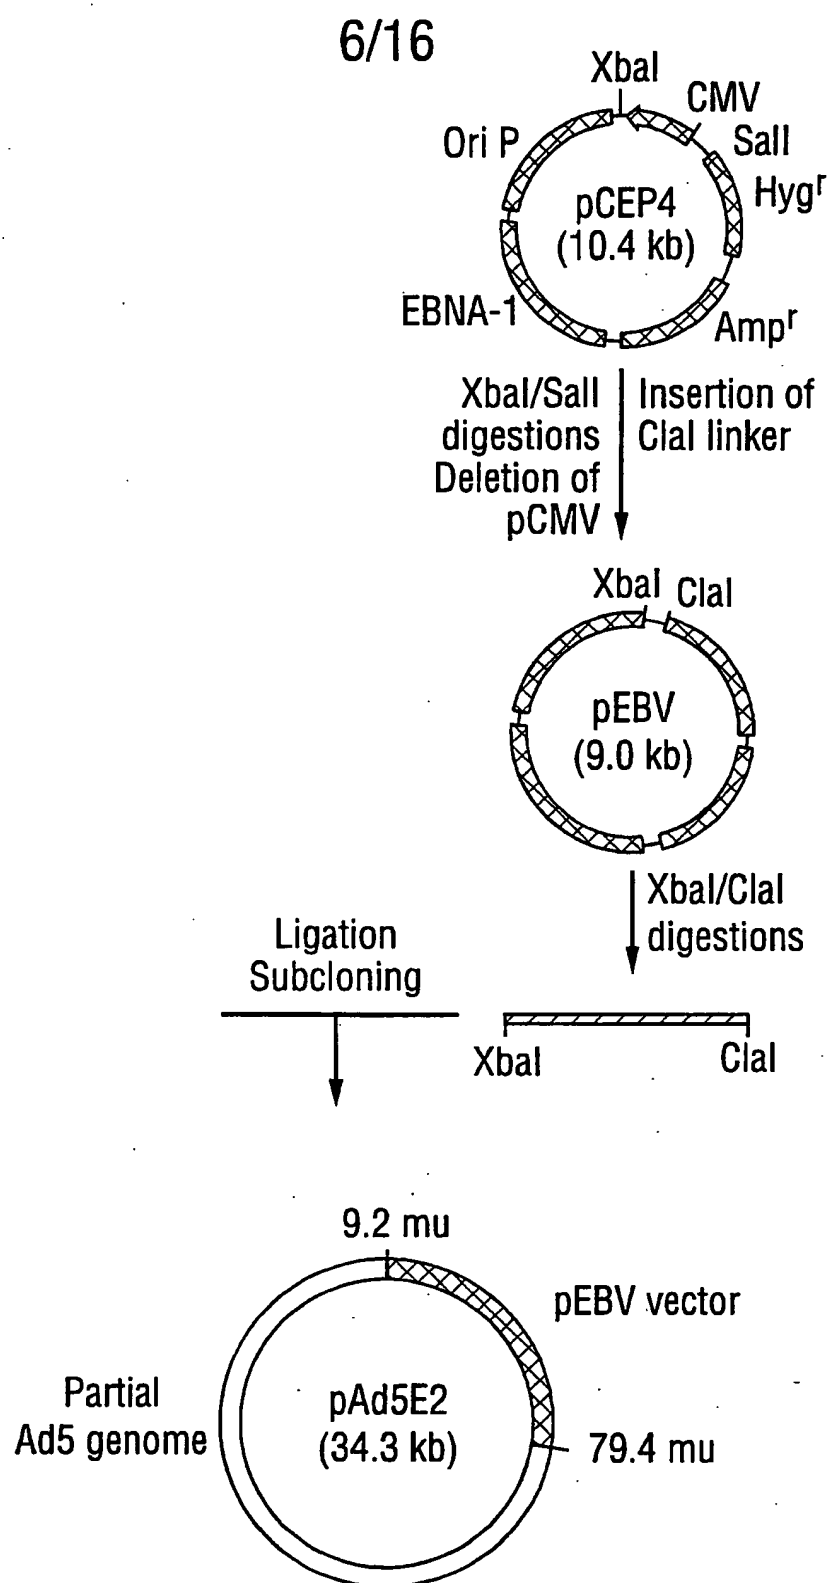 6/16
XbaI
CMV
SalI
Ori P
Hygr
pCEP4
(10.4 kb)
EBNA-1
Ampr
XbaI/SalI
digestions
Deletion of
pCMV
Insertion of
ClaI linker
XbaI
ClaI
pEBV
(9.0 kb)
XbaI/ClaI
digestions
Ligation
Subcloning
XbaI
ClaI
9.2 mu
pEBV vector
Partial
Ad5 genome
pAd5E2
(34.3 kb)
79.4 mu